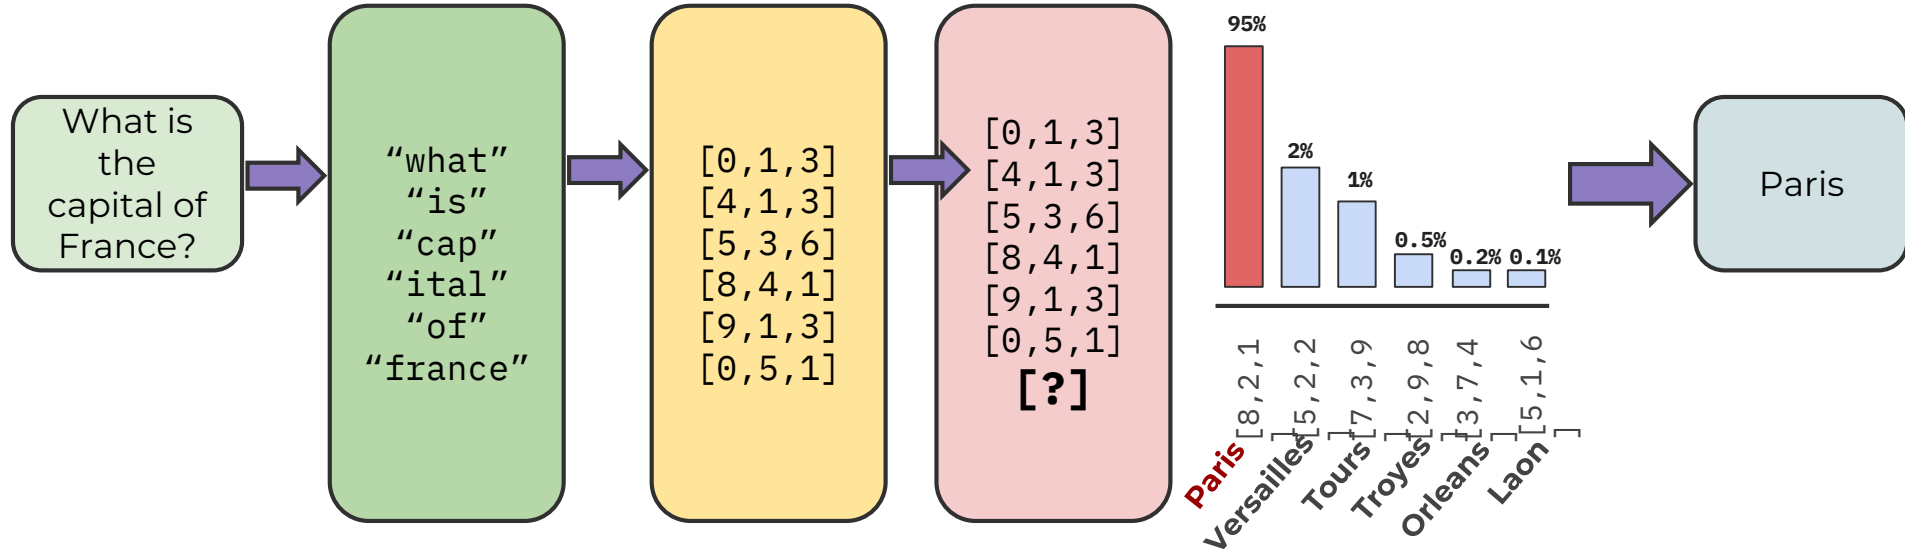 What is
the
capital of
France?
“what”
“is”
“cap”
“ital”
“of”
“france”
[0,1,3]
[4,1,3]
[5,3,6]
[8,4,1]
[9,1,3]
[0,5,1]
[0,1,3]
[4,1,3]
[5,3,6]
[8,4,1]
[9,1,3]
[0,5,1]
[?]
95%
2%
1%
0.5%
0.2%
0.1%
[8,2,1]
[5,2,2]
[7,3,9]
[2,9,8]
[3,7,4]
[5,1,6]
Paris
Versailles
Tours
Troyes
Orleans
Laon
Paris